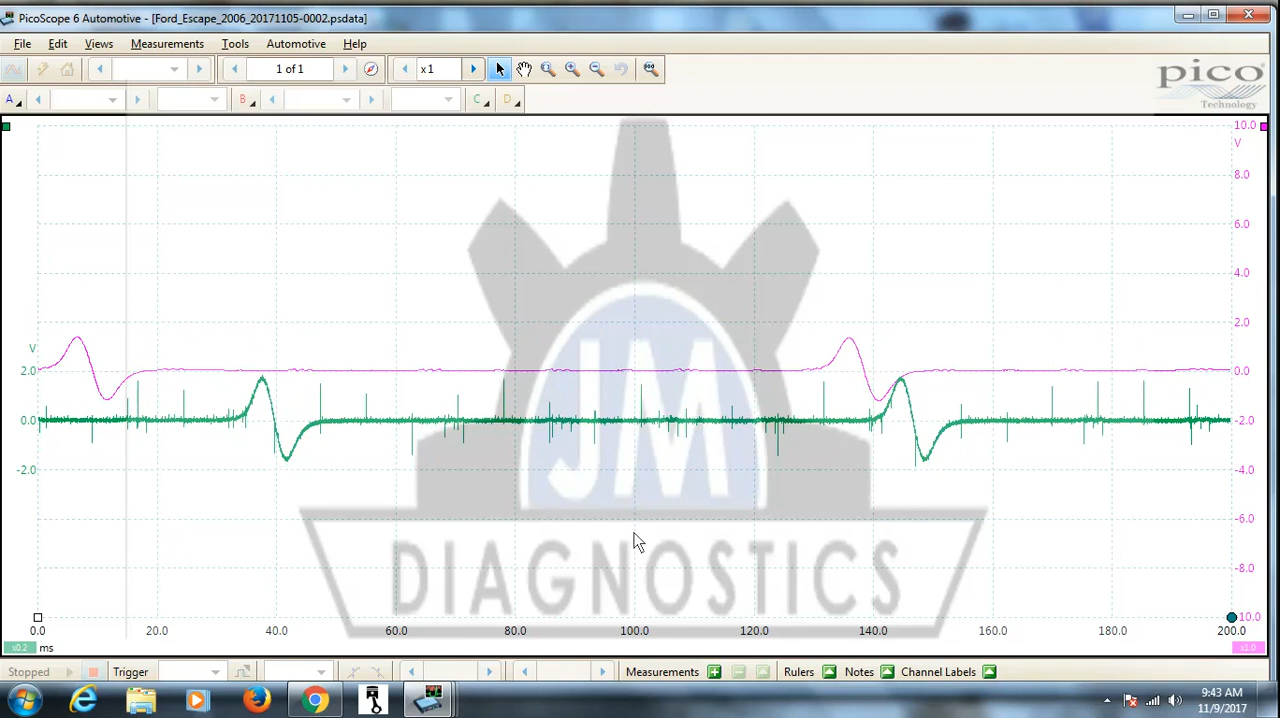 PicoScope 6 Automotive - [Ford_Escape_2006_20171105-0002.psdata]
File Edit Views Measurements Tools Automotive Help
1 of 1 x 1
pico
Technology
A B C D
10.0
V
8.0
6.0
4.0
2.0
V
2.0 0.0
0.0 -2.0
-2.0 -4.0
-6.0
-8.0
10.0
JM
DIAGNOSTICS
0.0 20.0 40.0 60.0 80.0 100.0 120.0 140.0 160.0 180.0 200.0
x0.2 ms x1.0
Stopped Trigger Measurements Rulers Notes Channel Labels
9:43 AM
11/9/2017